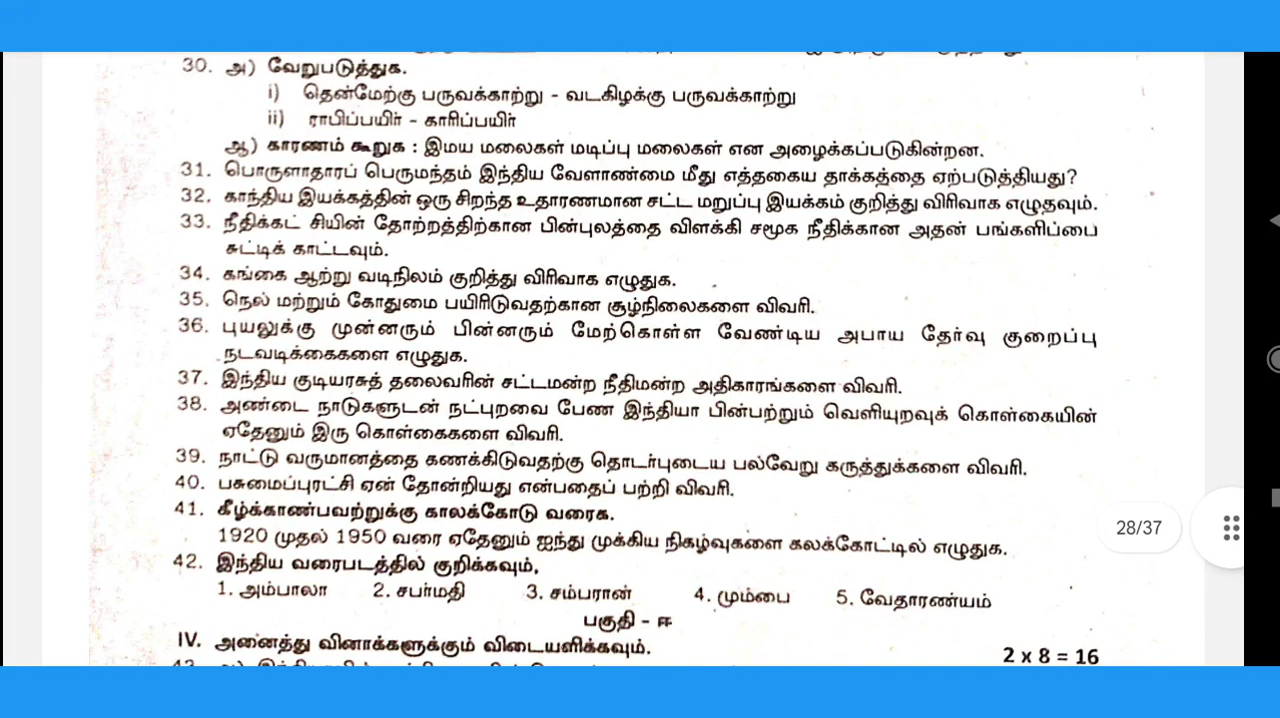 30. அ) வேறுபடுத்துக.
i) தென்மேற்கு பருவக்காற்று - வடகிழக்கு பருவக்காற்று
ii) ராபிப்பயிர் - காரிப்பயிர்
ஆ) காரணம் கூறுக : இமய மலைகள் மடிப்பு மலைகள் என அழைக்கப்படுகின்றன.
31. பொருளாதாரப் பெருமந்தம் இந்திய வேளாண்மை மீது எத்தகைய தாக்கத்தை ஏற்படுத்தியது?
32. காந்திய இயக்கத்தின் ஒரு சிறந்த உதாரணமான சட்ட மறுப்பு இயக்கம் குறித்து விரிவாக எழுதவும்.
33. நீதிக்கட் சியின் தோற்றத்திற்கான பின்புலத்தை விளக்கி சமூக நீதிக்கான அதன் பங்களிப்பை
சுட்டிக் காட்டவும்.
34. கங்கை ஆற்று வடிநிலம் குறித்து விரிவாக எழுதுக.
35. நெல் மற்றும் கோதுமை பயிரிடுவதற்கான சூழ்நிலைகளை விவரி.
36. புயலுக்கு முன்னரும் பின்னரும் மேற்கொள்ள வேண்டிய அபாய தேர்வு குறைப்பு
நடவடிக்கைகளை எழுதுக.
37. இந்திய குடியரசுத் தலைவரின் சட்டமன்ற நீதிமன்ற அதிகாரங்களை விவரி.
38. அண்டை நாடுகளுடன் நட்புறவை பேண இந்தியா பின்பற்றும் வெளியுறவுக் கொள்கையின்
ஏதேனும் இரு கொள்கைகளை விவரி.
39. நாட்டு வருமானத்தை கணக்கிடுவதற்கு தொடர்புடைய பல்வேறு கருத்துக்களை விவரி.
40. பசுமைப்புரட்சி ஏன் தோன்றியது என்பதைப் பற்றி விவரி.
41. கீழ்க்காண்பவற்றுக்கு காலக்கோடு வரைக.
28/37
1920 முதல் 1950 வரை ஏதேனும் ஐந்து முக்கிய நிகழ்வுகளை கலக்கோட்டில் எழுதுக.
42. இந்திய வரைபடத்தில் குறிக்கவும்,
1. அம்பாலா 2. சபர்மதி 3. சம்பரான் 4. மும்பை 5. வேதாரண்யம்
பகுதி - ஈ
IV. அனைத்து வினாக்களுக்கும் விடையளிக்கவும்.
2 x 8 = 16